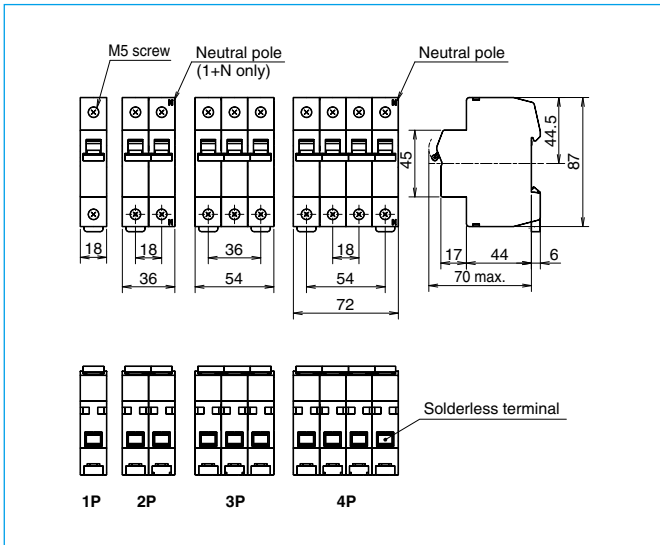 M5 screw
Neutral pole
(1+N only)
Neutral pole
N
N
N
N
45
44.5
87
18
18
36
36
54
18
54
72
17
44
6
70 max.
Solderless terminal
1P
2P
3P
4P